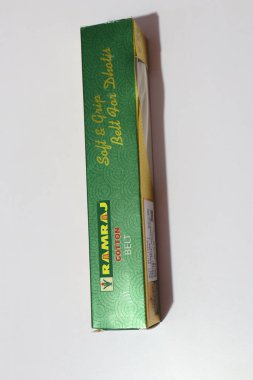 Soft & Grip
Belt For Dhotis
RAMRAJ
COTTON
BELT